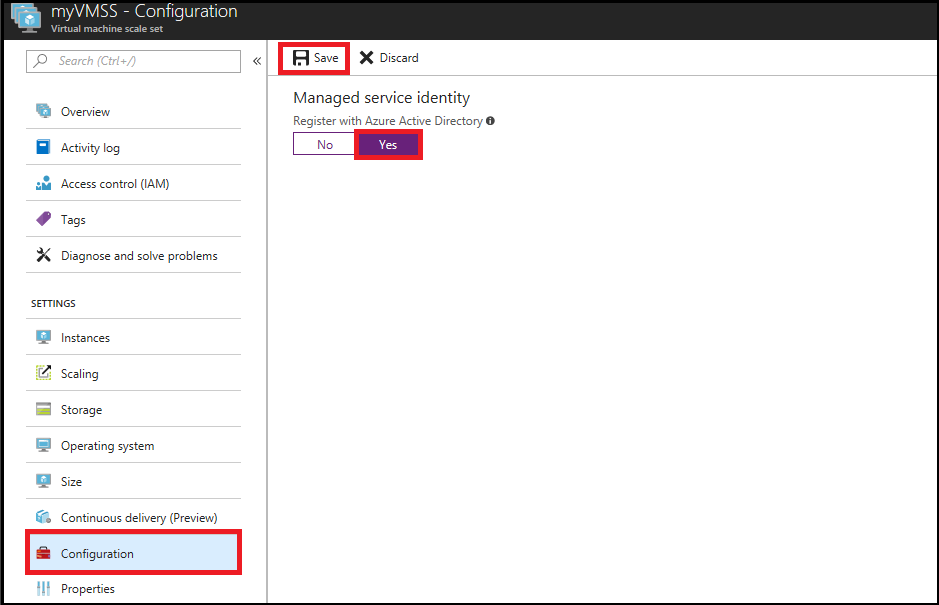 myVMSS - Configuration
Virtual machine scale set
Search (Ctrl+/)
«
Save
Discard
Managed service identity
Register with Azure Active Directory
No
Yes
Overview
Activity log
Access control (IAM)
Tags
Diagnose and solve problems
SETTINGS
Instances
Scaling
Storage
Operating system
Size
Continuous delivery (Preview)
Configuration
Properties